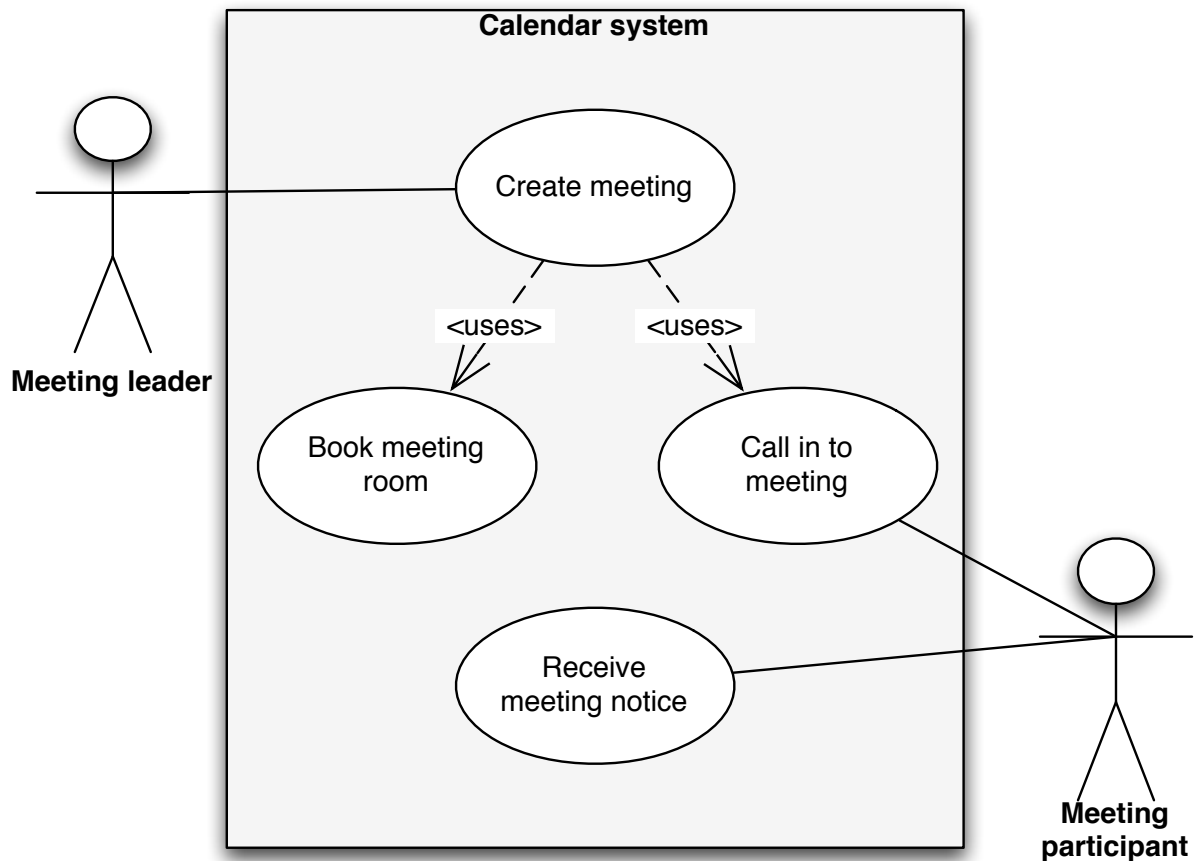 Calendar system
Create meeting
<uses>
<uses>
Meeting leader
Book meeting
room
Call in to
meeting
Receive
meeting notice
Meeting
participant